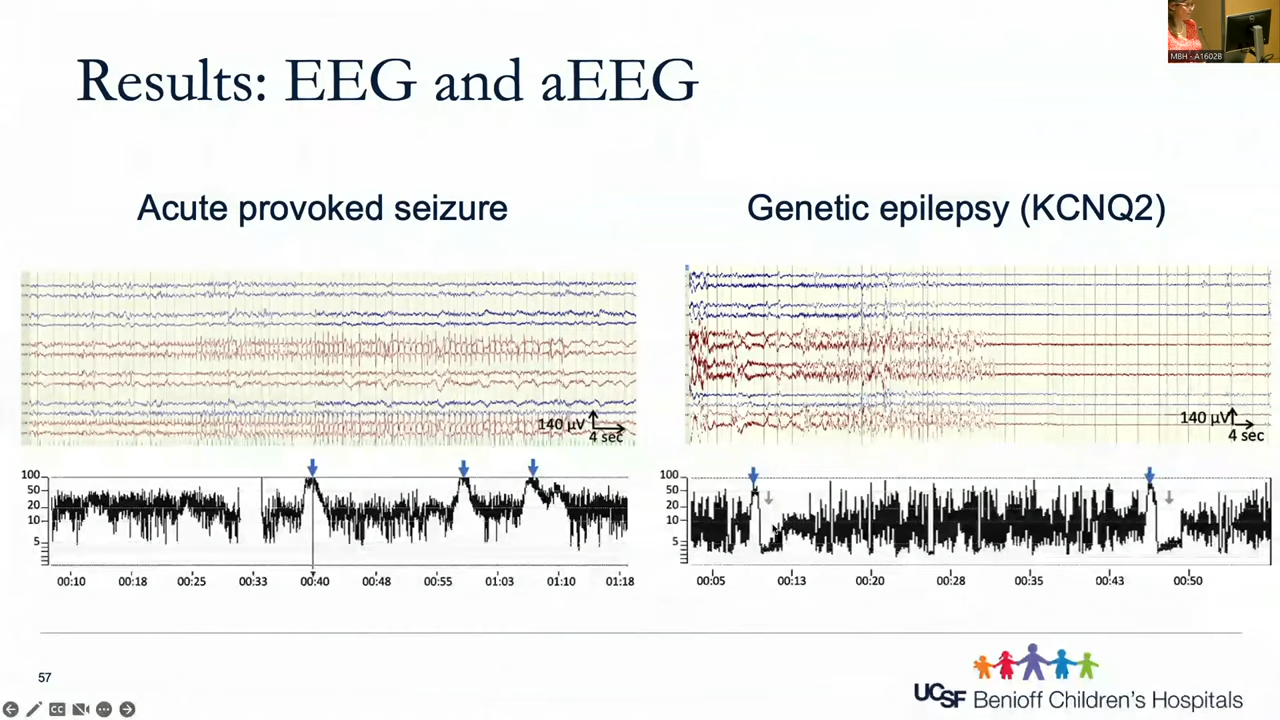 MBH - A1602B
Results: EEG and aEEG
Acute provoked seizure
Genetic epilepsy (KCNQ2)
140 µV
4 sec
140 µV
4 sec
100
50
20
10
5
00:10 00:18 00:25 00:33 00:40 00:48 00:55 01:03 01:10 01:18
100
50
20
10
5
00:05 00:13 00:20 00:28 00:35 00:43 00:50
57
UCSF Benioff Children's Hospitals
CC